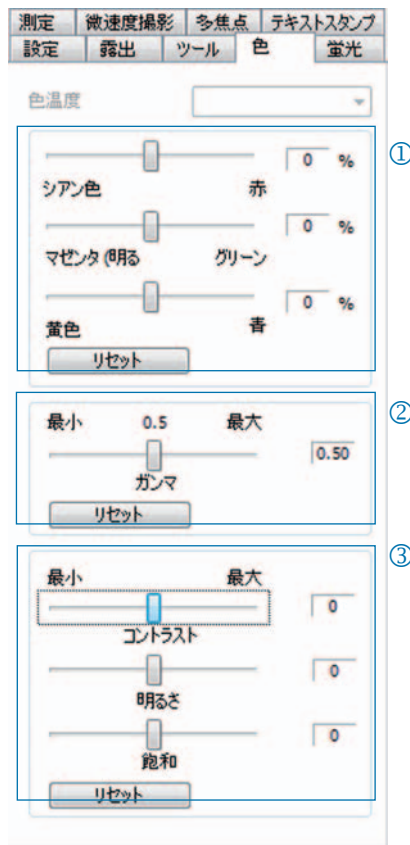 測定 微速度撮影 多焦点 テキストスタンプ
設定 露出 ツール 色 蛍光
色温度
①
0 %
シアン色 赤
0 %
マゼンタ (明る グリーン
0 %
黄色 青
リセット
②
最小 0.5 最大
0.50
ガンマ
リセット
③
最小 最大
0
コントラスト
0
明るさ
0
飽和
リセット